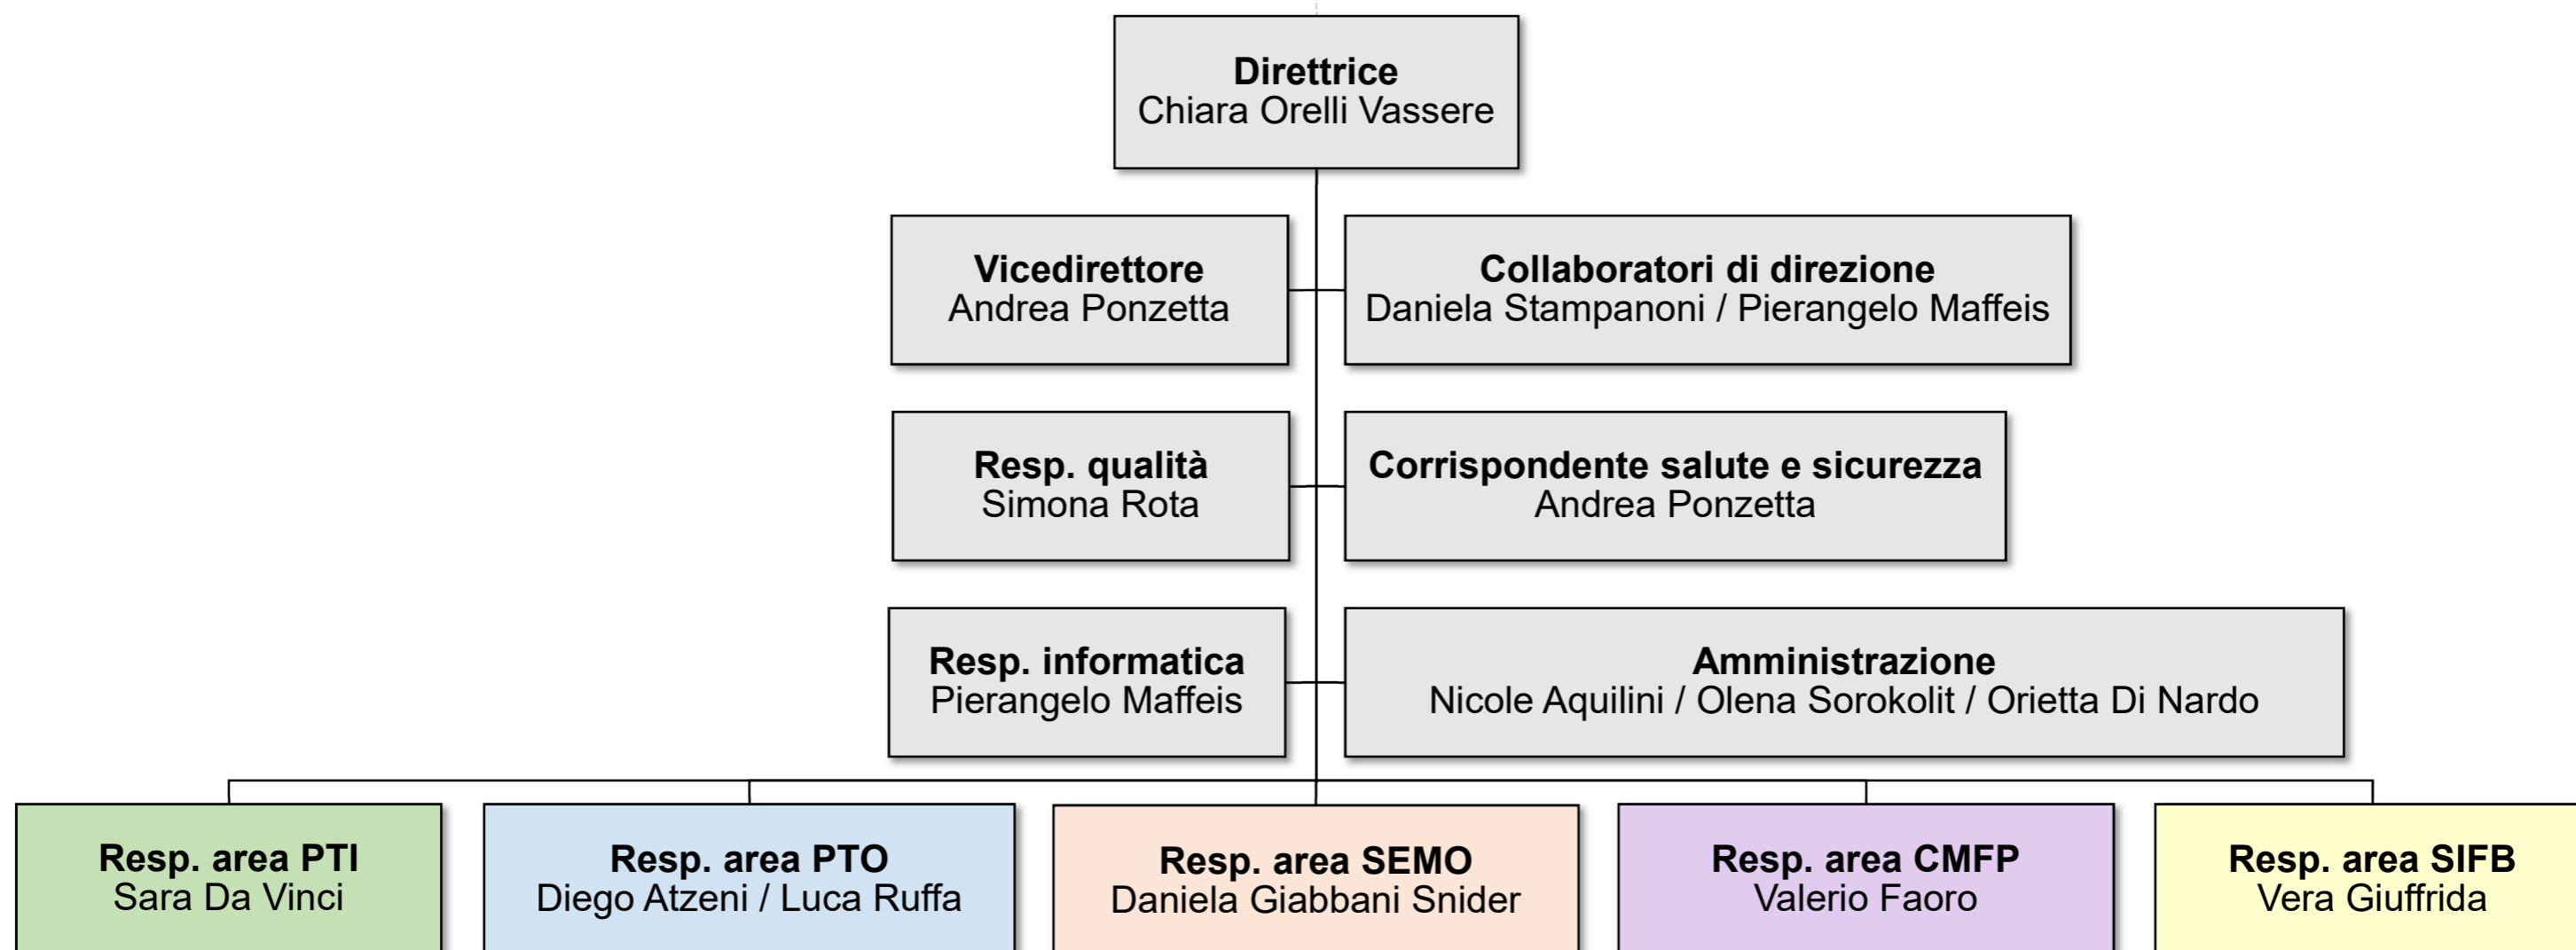 Direttrice
Chiara Orelli Vassere
Vicedirettore
Andrea Ponzetta
Collaboratori di direzione
Daniela Stampanoni / Pierangelo Maffeis
Resp. qualità
Simona Rota
Corrispondente salute e sicurezza
Andrea Ponzetta
Resp. informatica
Pierangelo Maffeis
Amministrazione
Nicole Aquilini / Olena Sorokolit / Orietta Di Nardo
Resp. area PTI
Sara Da Vinci
Resp. area PTO
Diego Atzeni / Luca Ruffa
Resp. area SEMO
Daniela Giabbani Snider
Resp. area CMFP
Valerio Faoro
Resp. area SIFB
Vera Giuffrida